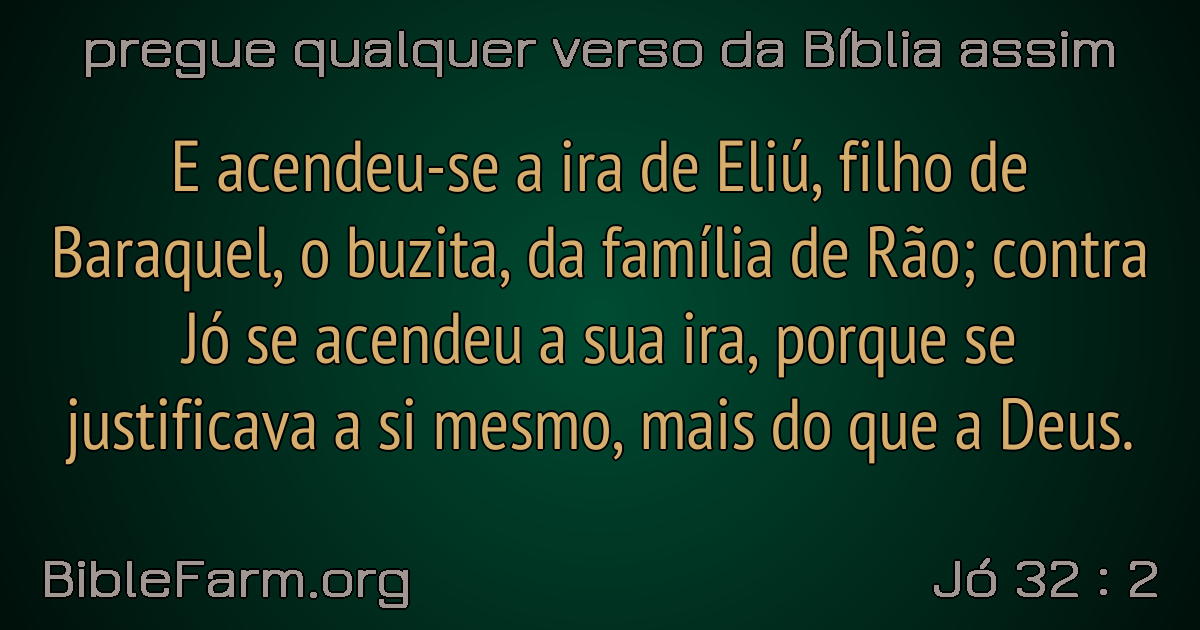 pregue qualquer verso da Bíblia assim
E acendeu-se a ira de Eliú, filho de
Baraquel, o buzita, da família de Rão; contra
Jó se acendeu a sua ira, porque se
justificava a si mesmo, mais do que a Deus.
BibleFarm.org
Jó 32 : 2